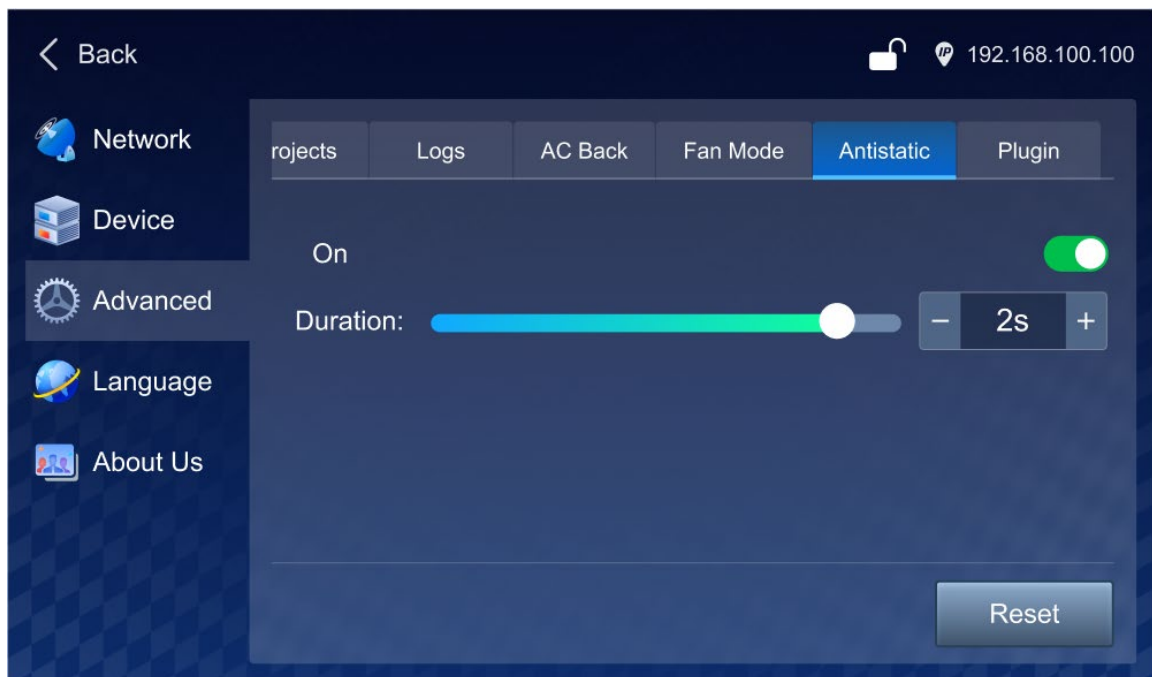 Back
IP 192.168.100.100
Network
Device
Advanced
Language
About Us
rojects Logs AC Back Fan Mode Antistatic Plugin
On
Duration: − 2s +
Reset